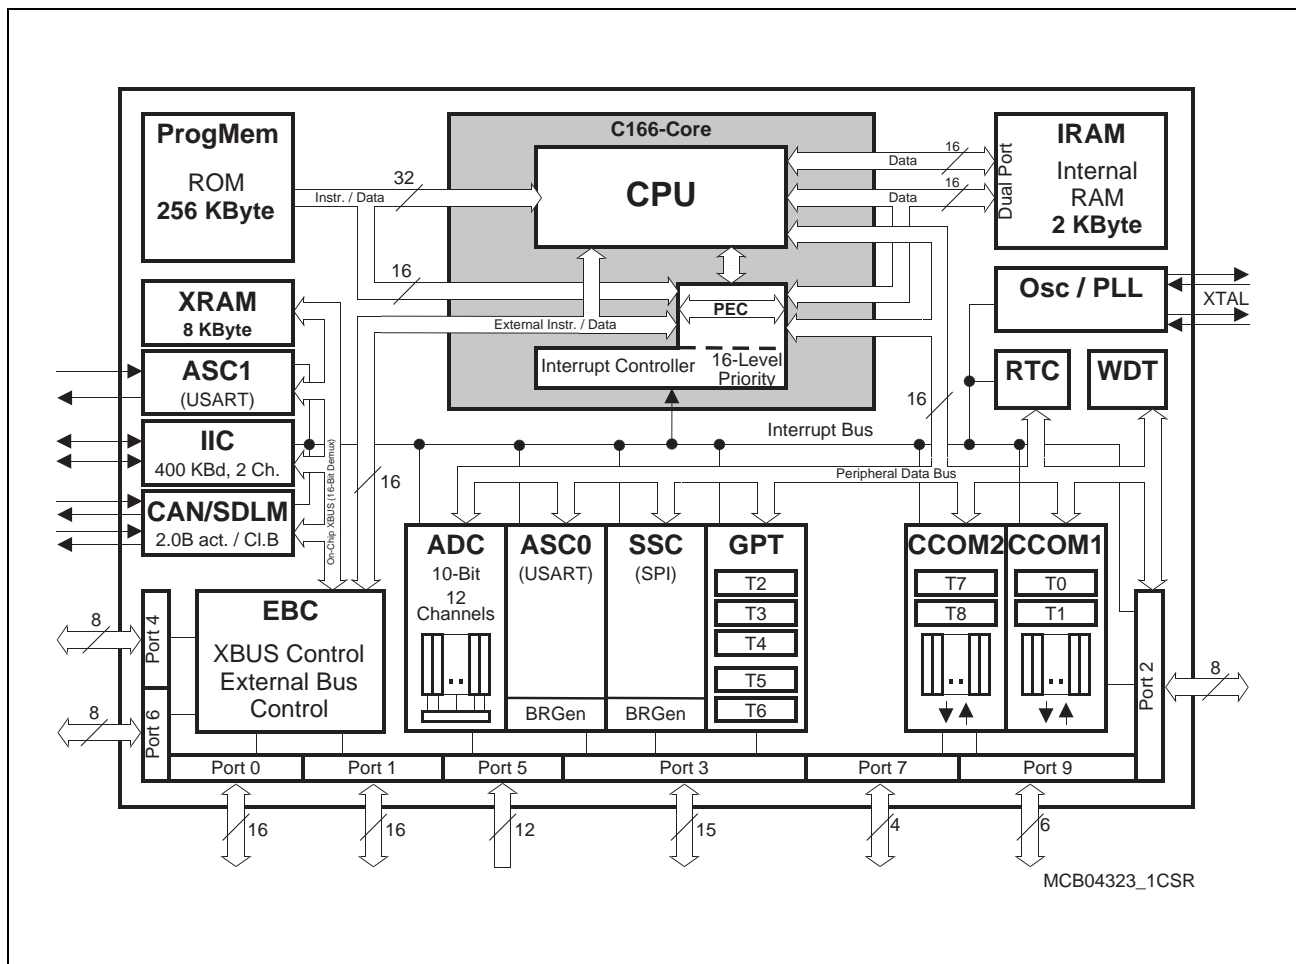 C166-Core
ProgMem
ROM
256 KByte
Instr. / Data
32
CPU
16
Data
16
Data
Dual Port
IRAM
Internal
RAM
2 KByte
16
XRAM
8 KByte
External Instr. / Data
PEC
Osc / PLL
XTAL
ASC1
(USART)
Interrupt Controller
16-Level
Priority
RTC
WDT
16
IIC
400 KBd, 2 Ch.
Interrupt Bus
On-Chip XBUS (16-Bit Demux)
16
Peripheral Data Bus
CAN/SDLM
2.0B act. / Cl.B
ADC
10-Bit
12
Channels
ASC0
(USART)
BRGen
SSC
(SPI)
BRGen
GPT
T2
T3
T4
T5
T6
CCOM2
T7
T8
CCOM1
T0
T1
EBC
XBUS Control
External Bus
Control
8
Port 4
8
Port 6
Port 2
8
Port 0
Port 1
Port 5
Port 3
Port 7
Port 9
16
16
12
15
4
6
MCB04323_1CSR